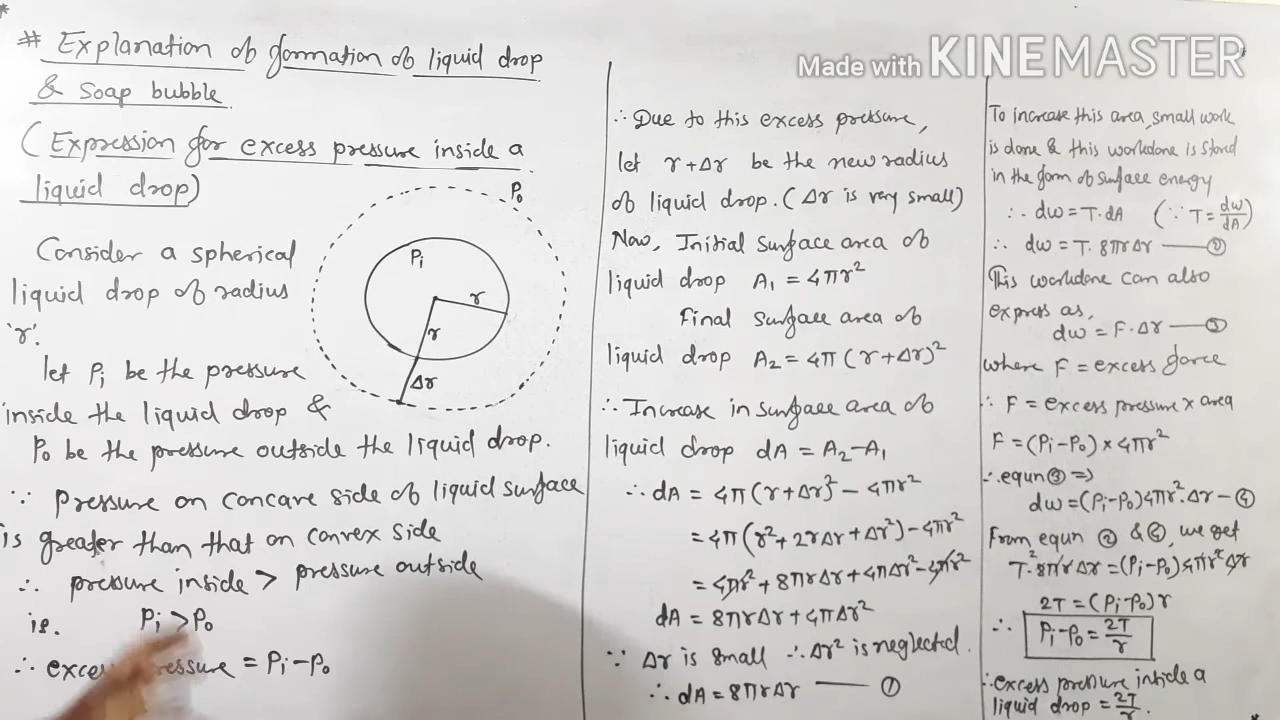 # Explanation of formation of liquid drop
& Soap bubble.
(Expression for excess pressure inside a
liquid drop)
P₀
Pᵢ
r
r
Δr
Consider a spherical
liquid drop of radius
'r'.
let Pᵢ be the pressure
inside the liquid drop &
P₀ be the pressure outside the liquid drop.
∵ Pressure on concave side of liquid surface
is greater than that on convex side
∴ pressure inside > pressure outside
ie. Pᵢ > P₀
∴ excess pressure = Pᵢ-P₀
Made with KINEMASTER
∴ Due to this excess pressure,
let r+Δr be the new radius
of liquid drop. (Δr is very small)
Now, Initial surface area of
liquid drop A₁ = 4πr²
Final surface area of
liquid drop A₂ = 4π (r+Δr)²
∴ Increase in surface area of
liquid drop dA = A₂-A₁
∴ dA = 4π(r+Δr)² - 4πr²
= 4π(r²+2rΔr+Δr²)-4πr²
= 4πr²+8πrΔr+4πΔr²-4πr²
dA = 8πrΔr+4πΔr²
∵ Δr is small ∴ Δr² is neglected.
∴ dA = 8πrΔr — ①
To increase this area, small work
is done & this workdone is stored
in the form of surface energy
∴ dw = T·dA (∵ T = dw/dA)
∴ dw = T·8πrΔr — ②
This workdone can also
express as,
dw = F·Δr — ③
where F = excess force
∴ F = excess pressure x area
F = (Pᵢ-P₀) x 4πr²
∴ equn ③ =>
dw = (Pᵢ-P₀)4πr²·Δr — ④
From equn ② & ④, we get
T·²8πrΔr = (Pᵢ-P₀)4πr²Δr
2T = (Pᵢ-P₀)r
∴ Pᵢ-P₀ = 2T/r
∴ excess pressure inside a
liquid drop = 2T/r.